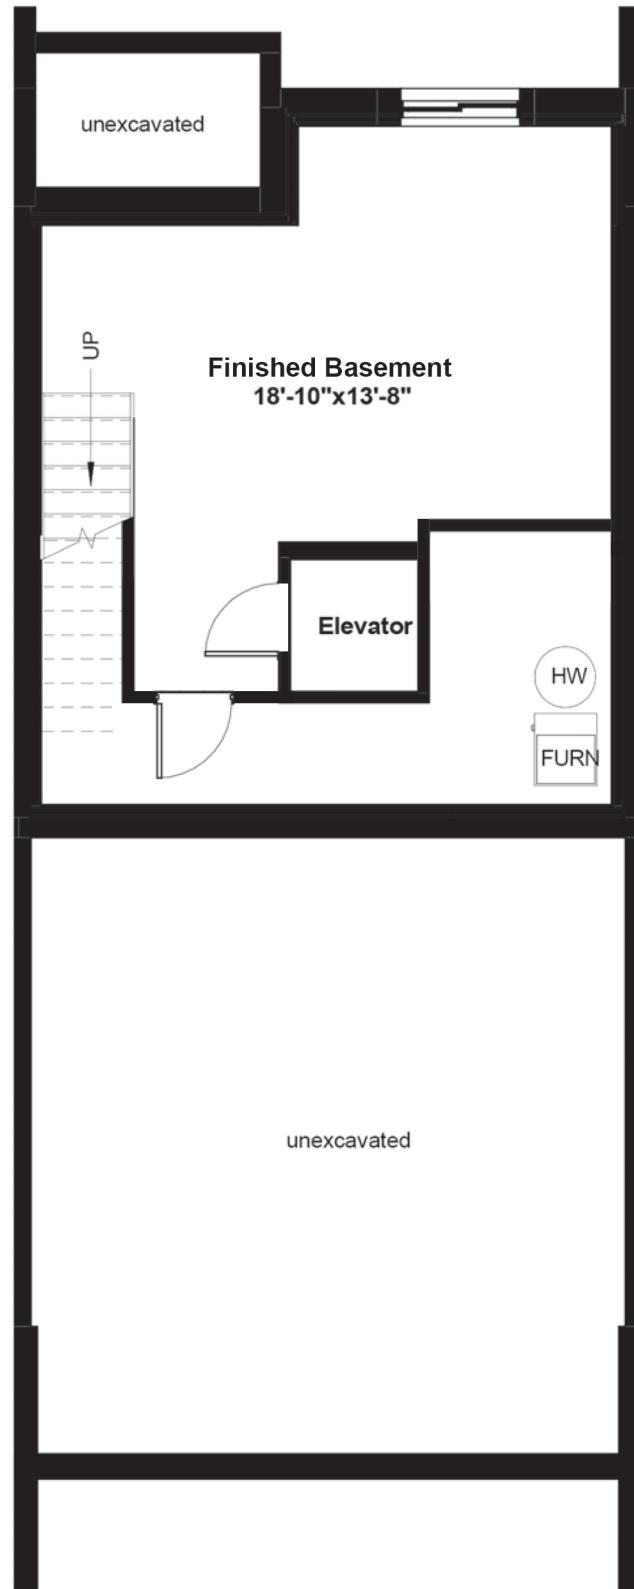 unexcavated
UP
Finished Basement
18'-10"x13'-8"
Elevator
HW
FURN
unexcavated